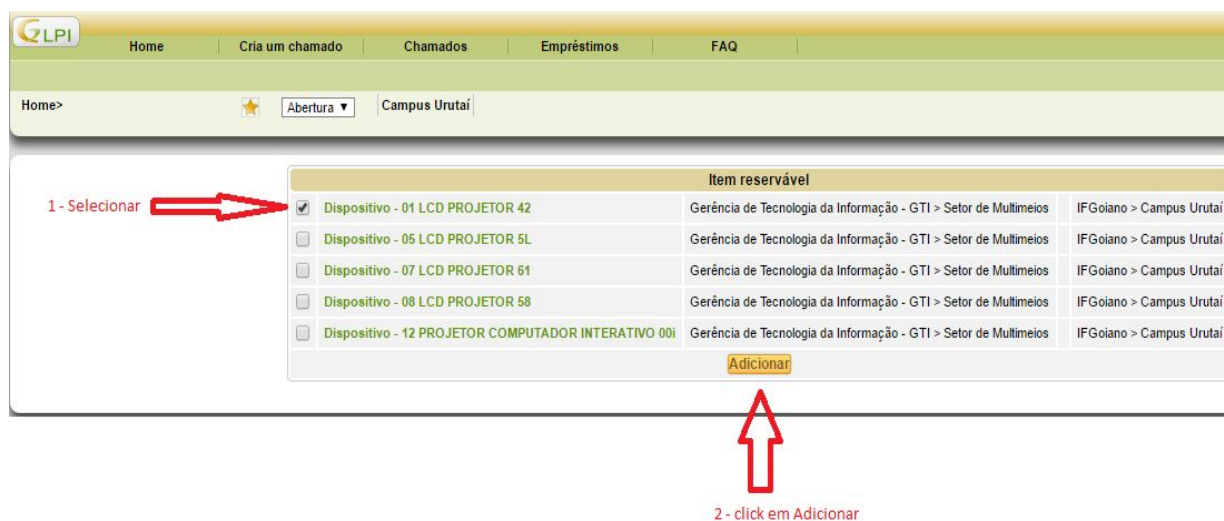 GLPI
Home Cria um chamado Chamados Empréstimos FAQ
Home> Abertura ▼ Campus Urutaí
Item reservável
1 - Selecionar
Dispositivo - 01 LCD PROJETOR 42 Gerência de Tecnologia da Informação - GTI > Setor de Multimeios IFGoiano > Campus Urutaí
Dispositivo - 05 LCD PROJETOR 5L Gerência de Tecnologia da Informação - GTI > Setor de Multimeios IFGoiano > Campus Urutaí
Dispositivo - 07 LCD PROJETOR 61 Gerência de Tecnologia da Informação - GTI > Setor de Multimeios IFGoiano > Campus Urutaí
Dispositivo - 08 LCD PROJETOR 58 Gerência de Tecnologia da Informação - GTI > Setor de Multimeios IFGoiano > Campus Urutaí
Dispositivo - 12 PROJETOR COMPUTADOR INTERATIVO 00i Gerência de Tecnologia da Informação - GTI > Setor de Multimeios IFGoiano > Campus Urutaí
Adicionar
2 - click em Adicionar